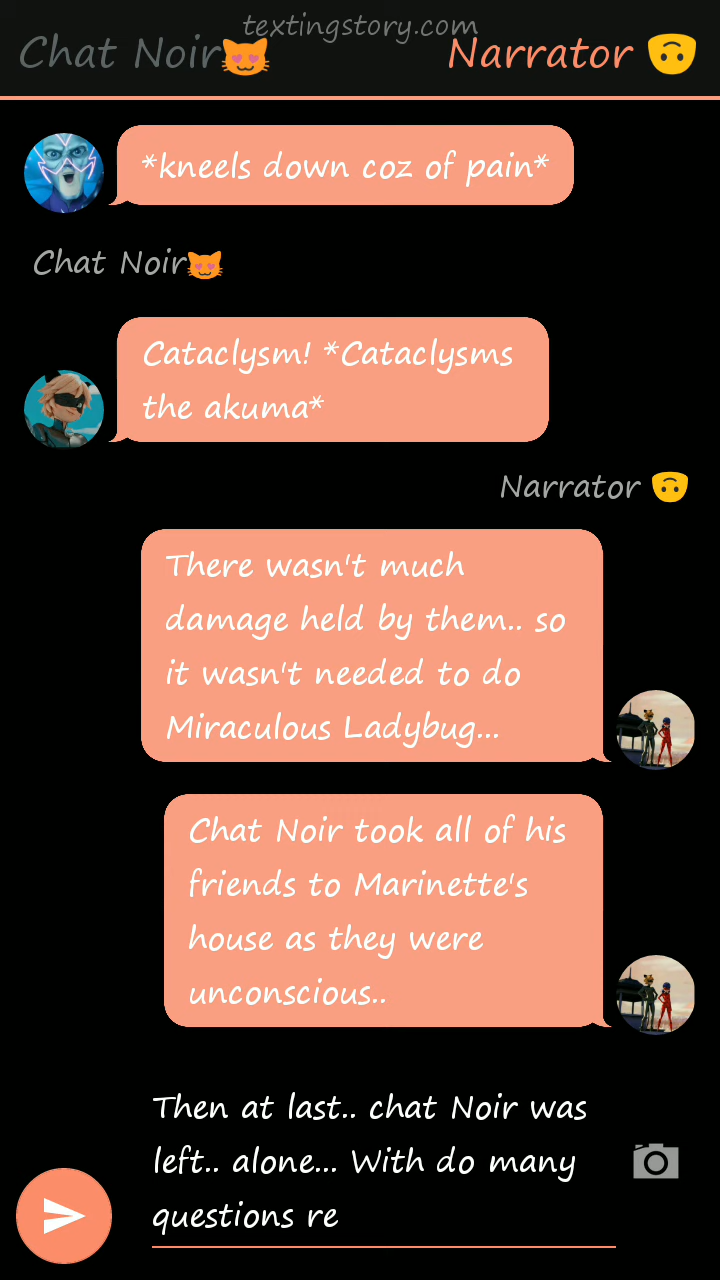 textingstory.com
Chat Noir😻 Narrator 🙃
*kneels down coz of pain*
Chat Noir😻
Cataclysm! *Cataclysms
the akuma*
Narrator 🙃
There wasn't much
damage held by them.. so
it wasn't needed to do
Miraculous Ladybug...
Chat Noir took all of his
friends to Marinette's
house as they were
unconscious..
Then at last.. chat Noir was
left.. alone... With do many
questions re